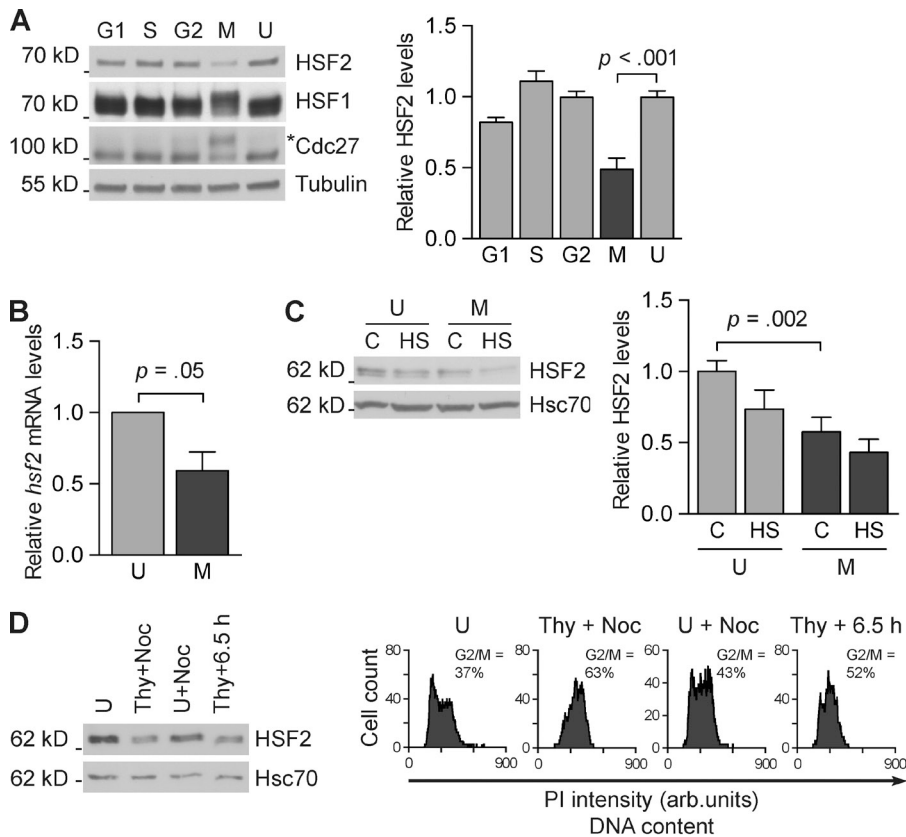 A
G1 S G2 M U
70 kD HSF2
70 kD HSF1
100 kD *Cdc27
55 kD Tubulin
Relative HSF2 levels
1.5
1.0
0.5
0.0
p < .001
G1 S G2 M U
B
Relative hsf2 mRNA levels
1.5
1.0
0.5
0.0
p = .05
U M
C
U M
C HS C HS
62 kD HSF2
62 kD Hsc70
Relative HSF2 levels
1.5
1.0
0.5
0.0
p = .002
C HS C HS
U M
D
U Thy+Noc U+Noc Thy+6.5 h
62 kD HSF2
62 kD Hsc70
Cell count
U
80
40
0
G2/M =
37%
0 900
Thy + Noc
80
40
0
G2/M =
63%
0 900
U + Noc
60
40
20
0
G2/M =
43%
0 900
Thy + 6.5 h
80
40
0
G2/M =
52%
0 900
PI intensity (arb.units)
DNA content